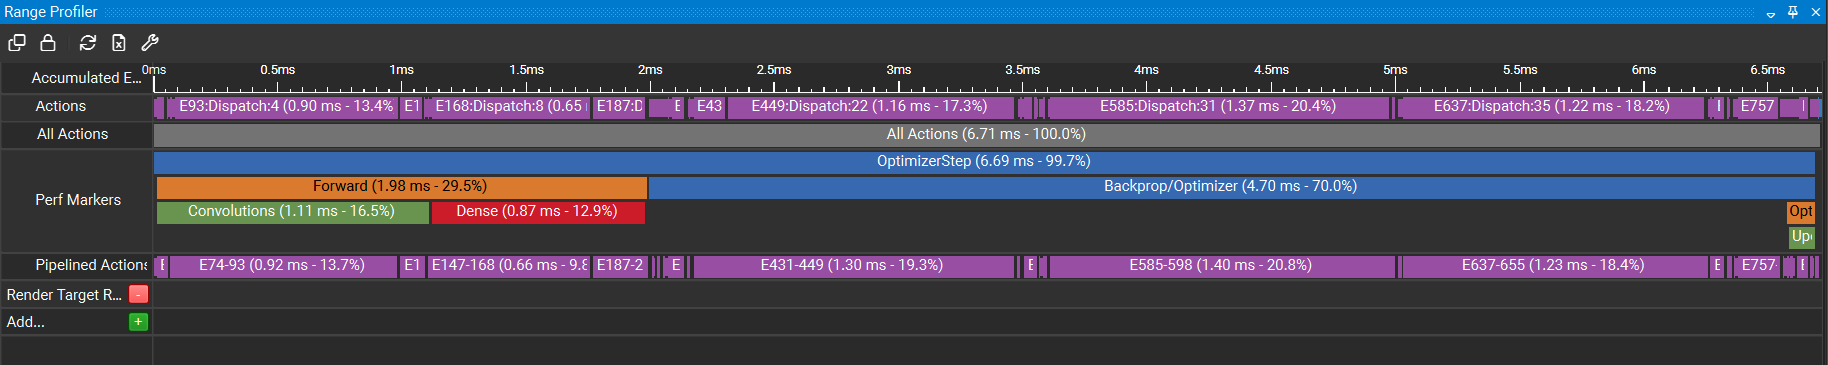 Range Profiler
Accumulated E... 0ms 0.5ms 1ms 1.5ms 2ms 2.5ms 3ms 3.5ms 4ms 4.5ms 5ms 5.5ms 6ms 6.5ms
Actions E93:Dispatch:4 (0.90 ms - 13.4% E1 E168:Dispatch:8 (0.65 E187:D E E43 E449:Dispatch:22 (1.16 ms - 17.3%) E585:Dispatch:31 (1.37 ms - 20.4%) E637:Dispatch:35 (1.22 ms - 18.2%) E757
All Actions All Actions (6.71 ms - 100.0%)
OptimizerStep (6.69 ms - 99.7%)
Perf Markers Forward (1.98 ms - 29.5%) Backprop/Optimizer (4.70 ms - 70.0%)
Convolutions (1.11 ms - 16.5%) Dense (0.87 ms - 12.9%) Opt
Up
Pipelined Actions E E74-93 (0.92 ms - 13.7%) E1 E147-168 (0.66 ms - 9.8 E187-2 E E431-449 (1.30 ms - 19.3%) E E585-598 (1.40 ms - 20.8%) E637-655 (1.23 ms - 18.4%) E E757- E
Render Target R... -
Add... +